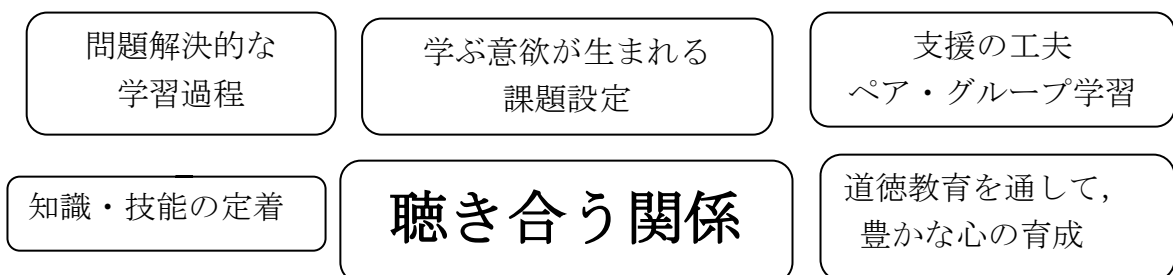 問題解決的な
学習過程
学ぶ意欲が生まれる
課題設定
支援の工夫
ペア・グループ学習
知識・技能の定着
聴き合う関係
道徳教育を通して，
豊かな心の育成